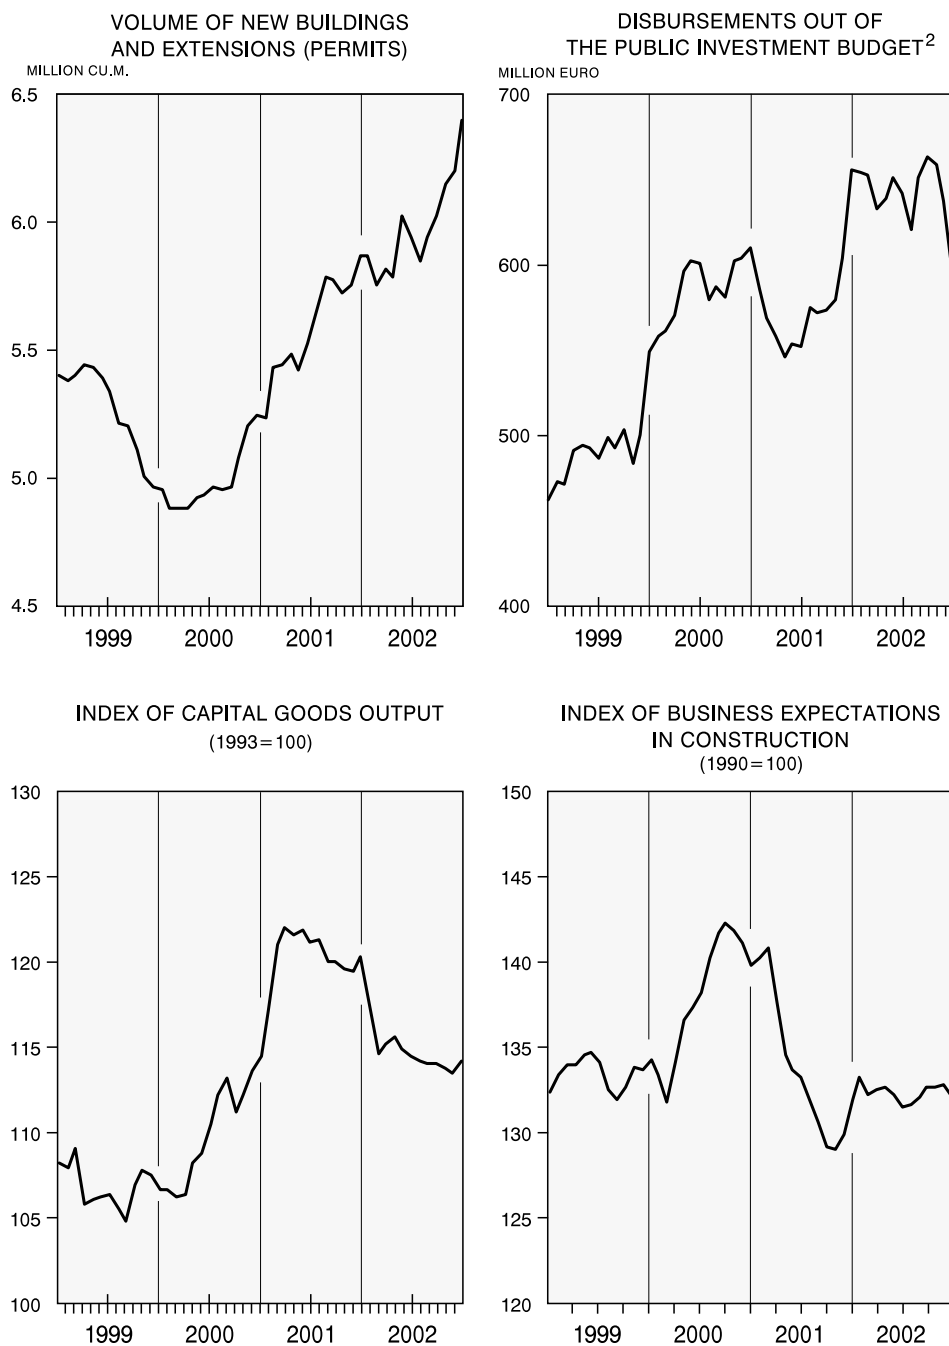 VOLUME OF NEW BUILDINGS
AND EXTENSIONS (PERMITS)
MILLION CU.M.
6.5
6.0
5.5
5.0
4.5
1999 2000 2001 2002
DISBURSEMENTS OUT OF
THE PUBLIC INVESTMENT BUDGET2
MILLION EURO
700
600
500
400
1999 2000 2001 2002
INDEX OF CAPITAL GOODS OUTPUT
(1993=100)
130
125
120
115
110
105
100
1999 2000 2001 2002
INDEX OF BUSINESS EXPECTATIONS
IN CONSTRUCTION
(1990=100)
150
145
140
135
130
125
120
1999 2000 2001 2002